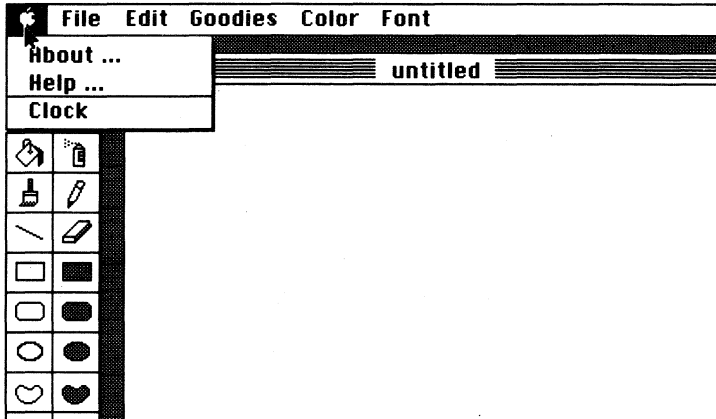 File Edit Goodies Color Font
About ...
Help ...
Clock
untitled